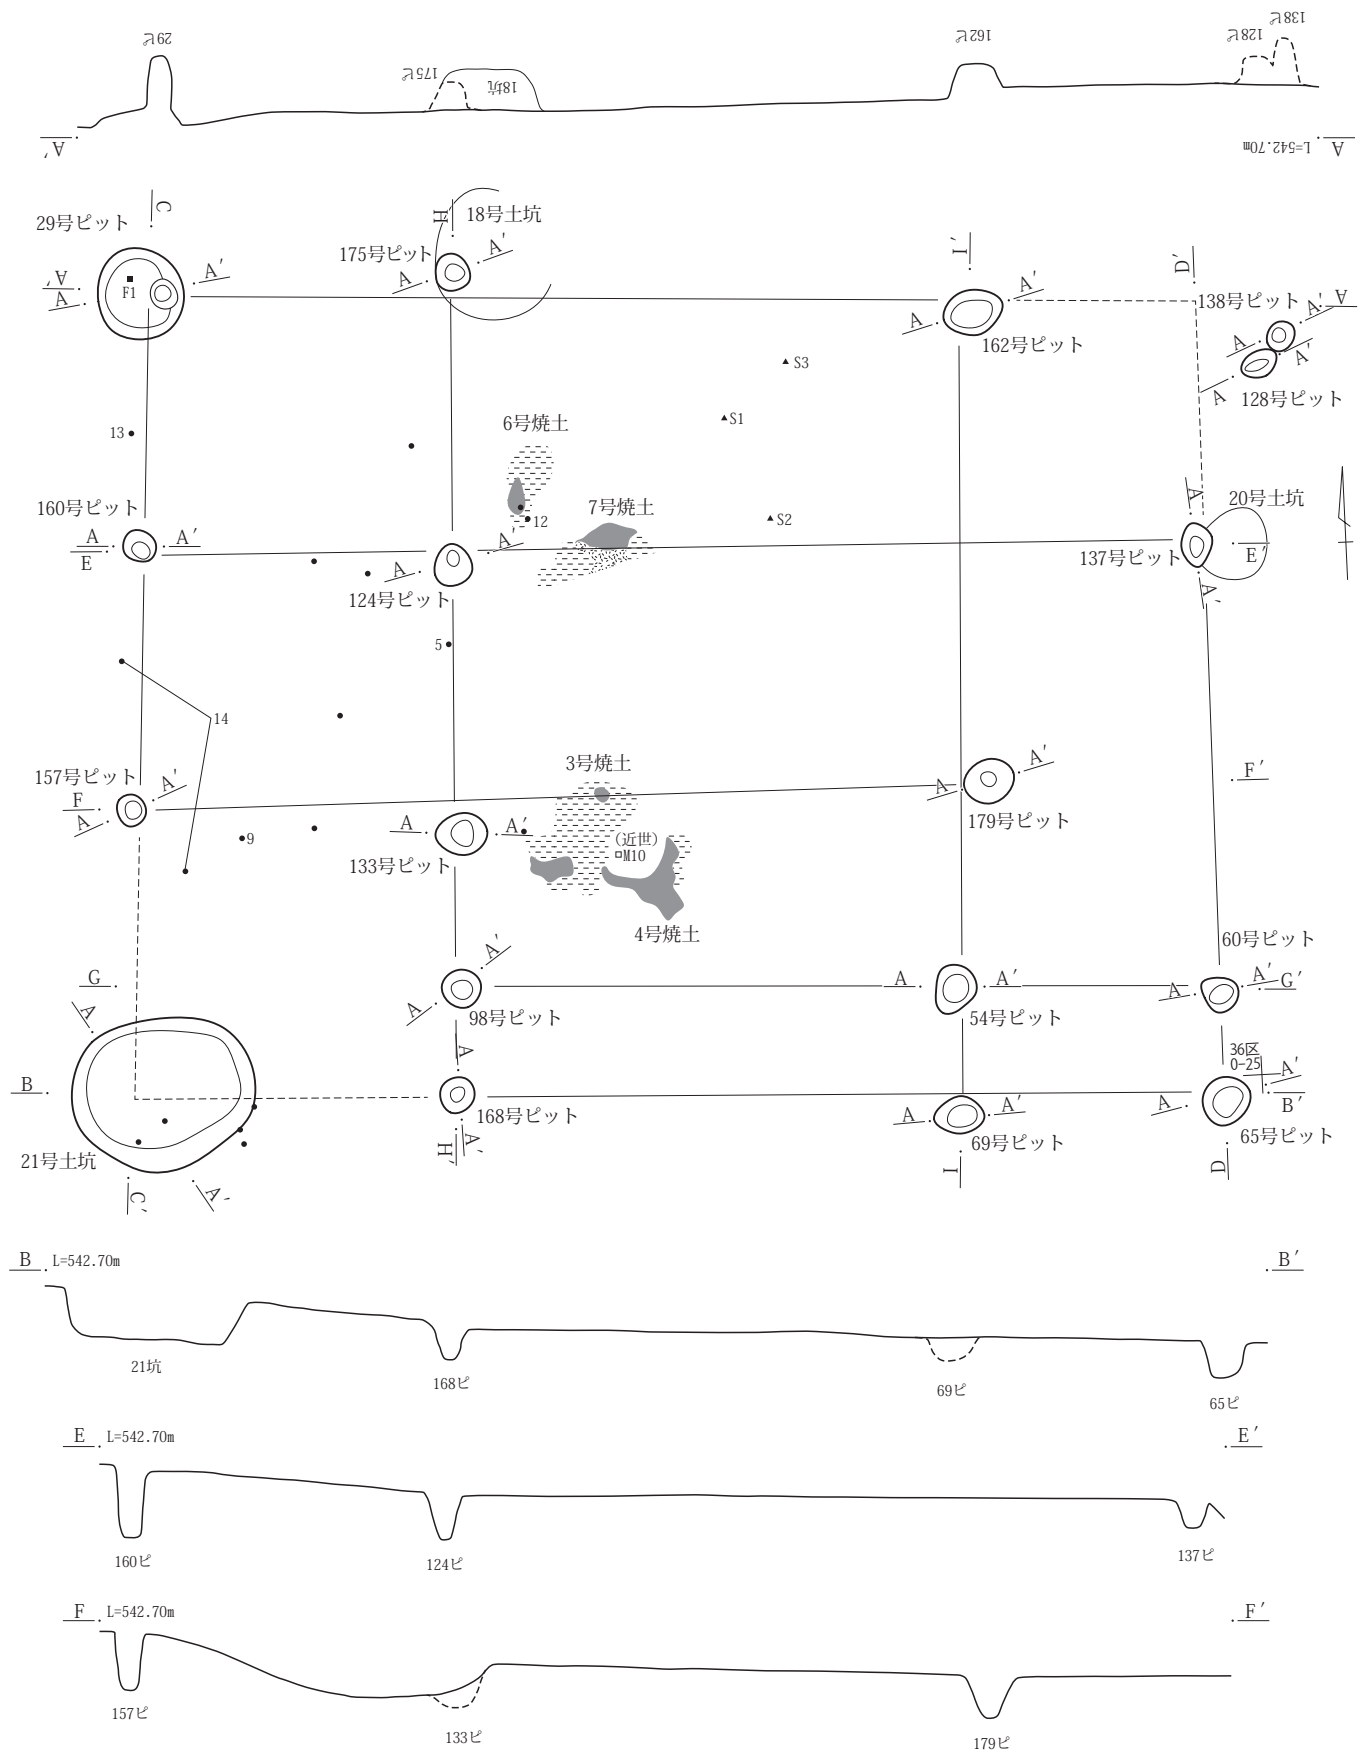 29ピ
175ピ
18坑
162ピ
128ピ
138ピ
A′
L=542.70m
A
C
29号ピット
H
18号土坑
175号ピット
A
A′
I′
D′
A′
A
A′
F1
138号ピット
A′
A
A
A′
162号ピット
A
A′
A
128号ピット
S3
S1
13
6号焼土
160号ピット
A
E
A′
7号焼土
12
S2
A
20号土坑
137号ピット
E′
A′
A
A′
124号ピット
5
14
157号ピット
F
A
A′
3号焼土
A
A′
179号ピット
F′
9
A
A′
133号ピット
(近世)
M10
4号焼土
60号ピット
G
A
A′
A
98号ピット
A
A′
54号ピット
A
A′
G′
B
A
168号ピット
36区
O-25
A′
B′
A
A′
69号ピット
A
65号ピット
21号土坑
C′
A′
H′
A′
I
D
B
L=542.70m
B′
21坑
168ピ
69ピ
65ピ
E
L=542.70m
E′
160ピ
124ピ
137ピ
F
L=542.70m
F′
157ピ
133ピ
179ピ